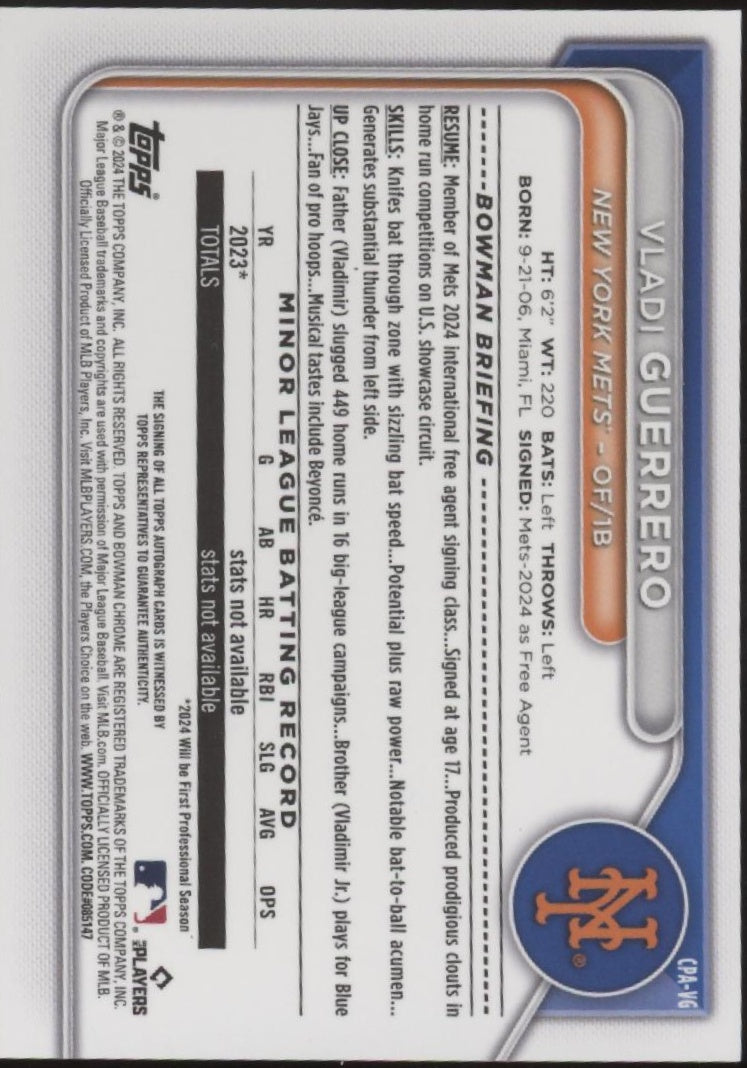 CPA-VG
VLADI GUERRERO
NEW YORK METS® – OF/1B
HT: 6'2" WT: 220 BATS: Left THROWS: Left
BORN: 9-21-06, Miami, FL SIGNED: Mets-2024 as Free Agent
BOWMAN BRIEFING
RESUME: Member of Mets 2024 international free agent signing class...Signed at age 17...Produced prodigious clouts in
home run competitions on U.S. showcase circuit.
SKILLS: Knifes bat through zone with sizzling bat speed...Potential plus raw power...Notable bat-to-ball acumen...
Generates substantial thunder from left side.
UP CLOSE: Father (Vladimir) slugged 449 home runs in 16 big-league campaigns...Brother (Vladimir Jr.) plays for Blue
Jays...Fan of pro hoops...Musical tastes include Beyoncé.
MINOR LEAGUE BATTING RECORD
YR G AB HR RBI SLG AVG OPS
2023* stats not available
TOTALS stats not available
*2024 Will be First Professional Season
THE SIGNING OF ALL TOPPS AUTOGRAPH CARDS IS WITNESSED BY
TOPPS REPRESENTATIVES TO GUARANTEE AUTHENTICITY.
topps®
MLB PLAYERS
® & © 2024 THE TOPPS COMPANY, INC. ALL RIGHTS RESERVED. TOPPS AND BOWMAN CHROME ARE REGISTERED TRADEMARKS OF THE TOPPS COMPANY, INC.
Major League Baseball trademarks and copyrights are used with permission of Major League Baseball. Visit MLB.com. OFFICIALLY LICENSED PRODUCT OF MLB.
Officially Licensed Product of MLB Players, Inc. Visit MLBPLAYERS.COM, the Players Choice on the web. WWW.TOPPS.COM. CODE#085147